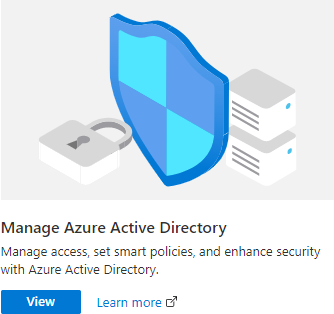 Manage Azure Active Directory
Manage access, set smart policies, and enhance security
with Azure Active Directory.
View
Learn more